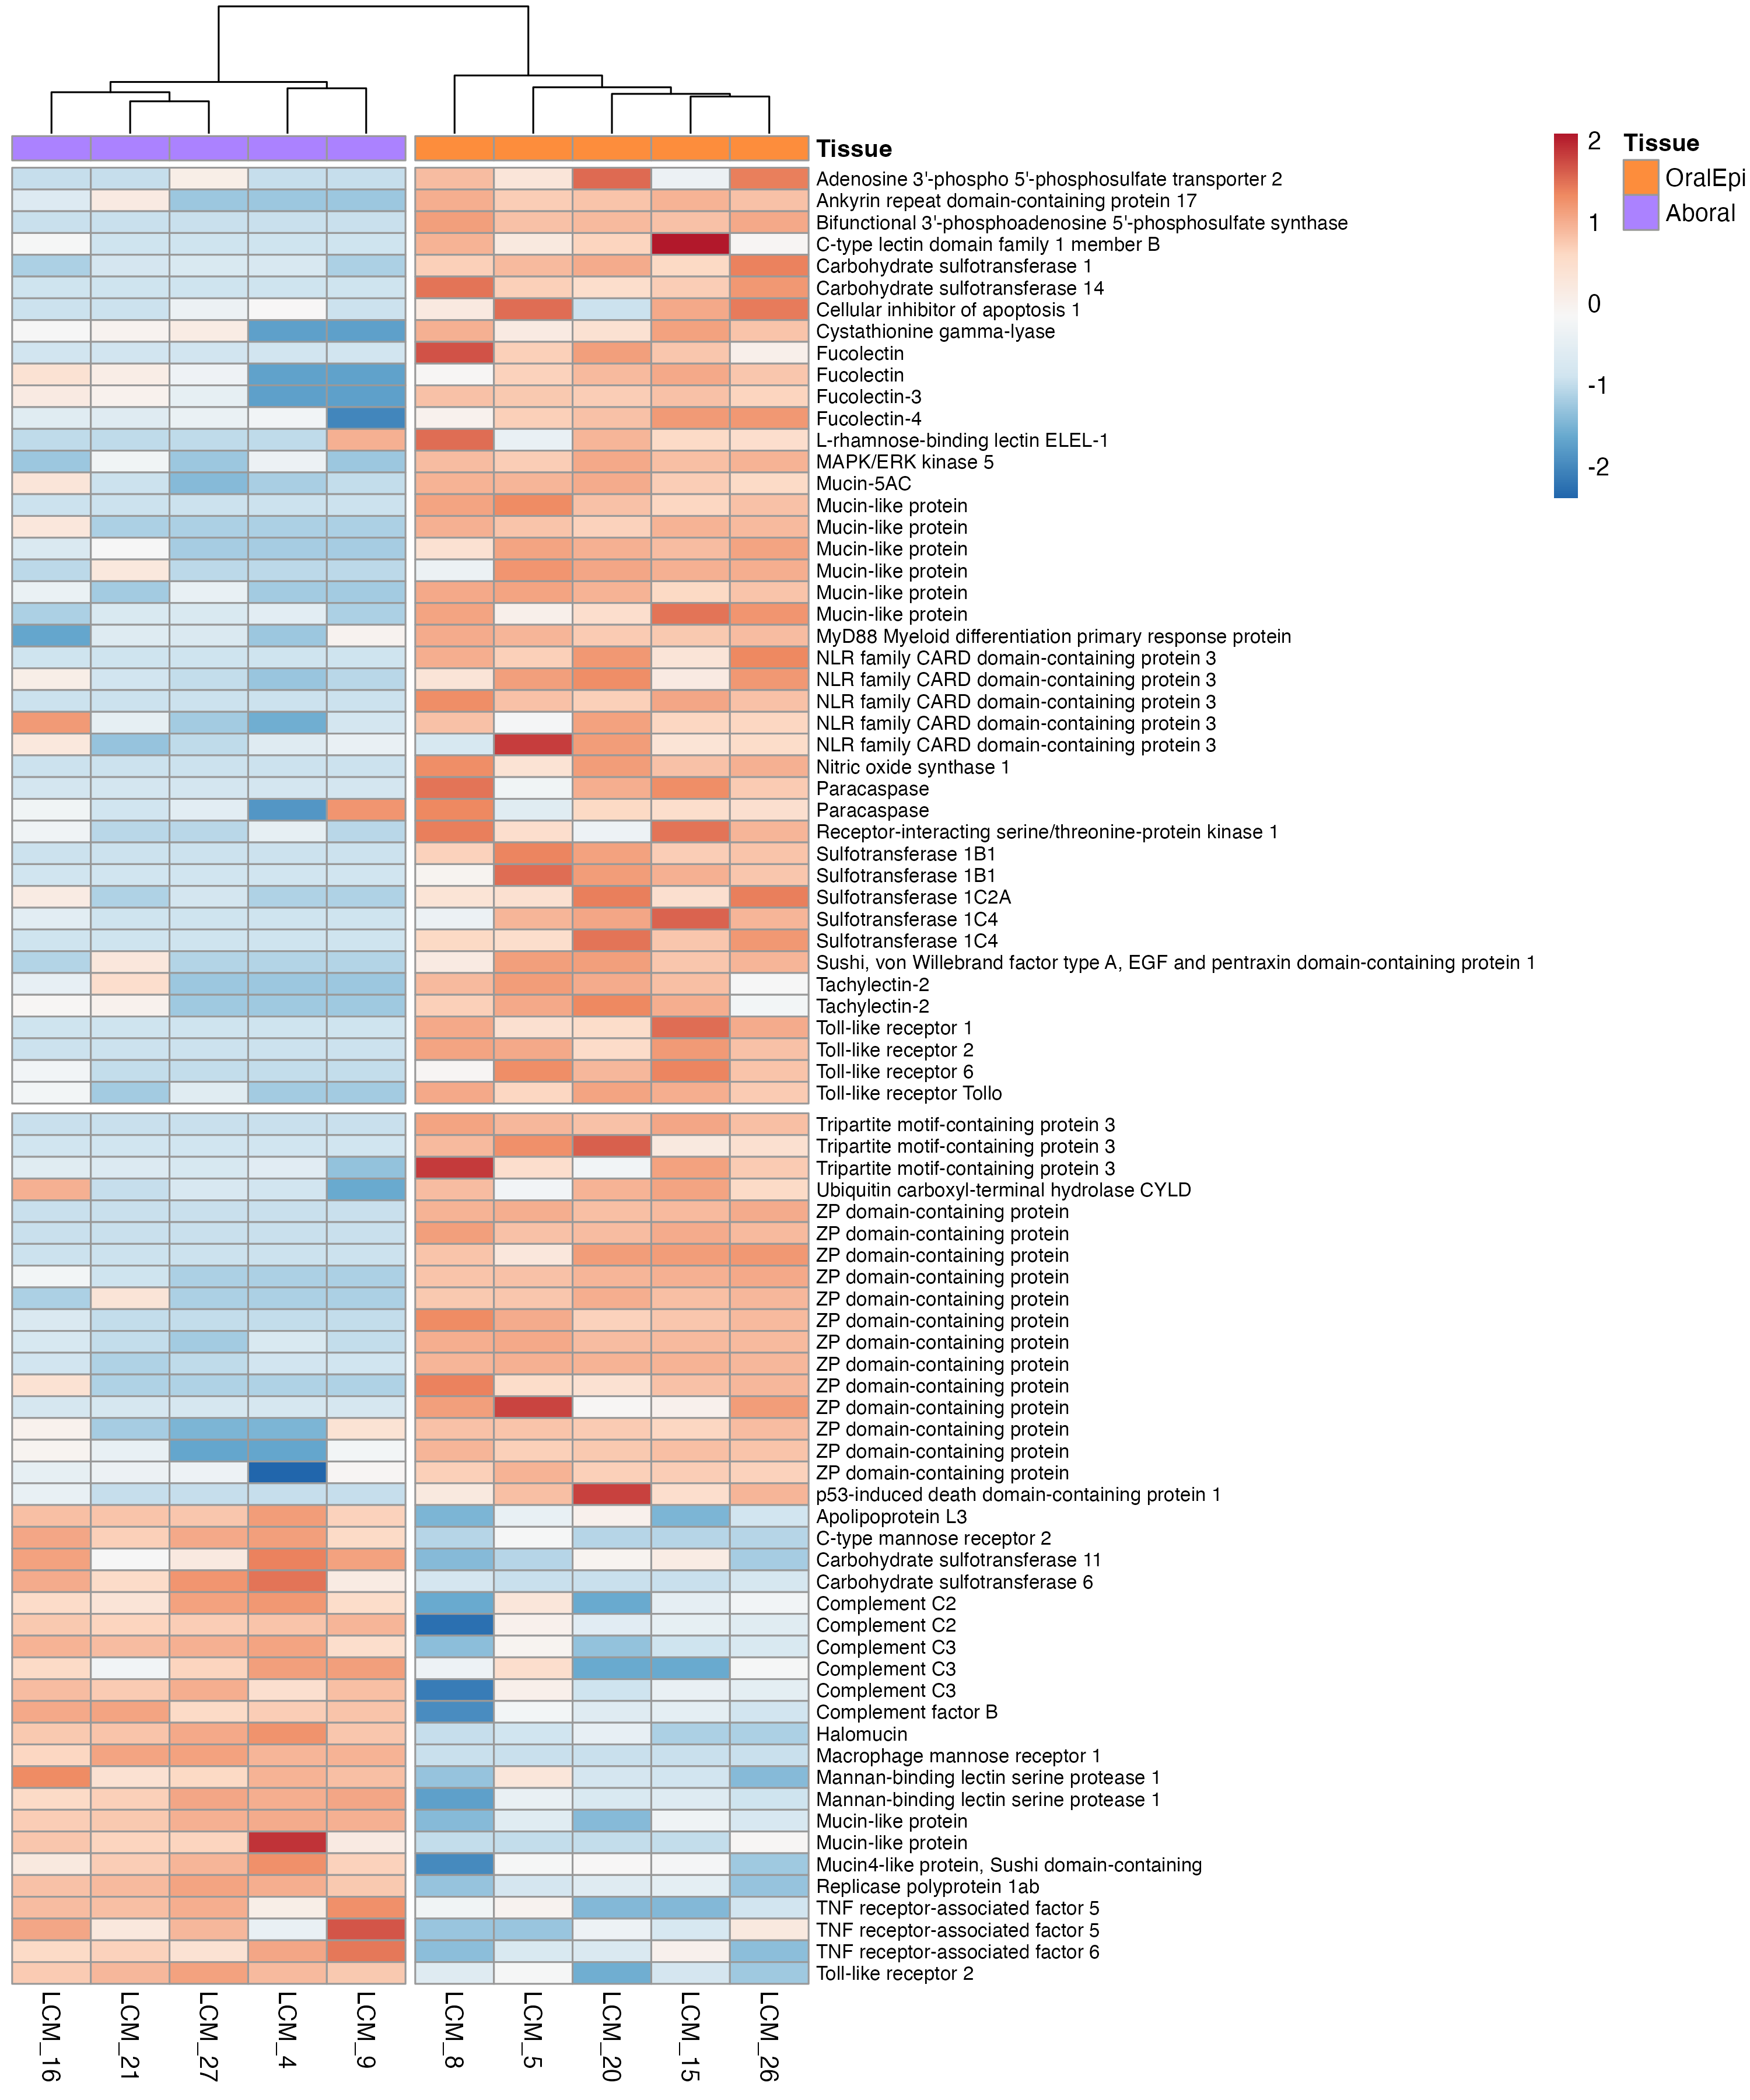 Tissue
Adenosine 3'-phospho 5'-phosphosulfate transporter 2
Ankyrin repeat domain-containing protein 17
Bifunctional 3'-phosphoadenosine 5'-phosphosulfate synthase
C-type lectin domain family 1 member B
Carbohydrate sulfotransferase 1
Carbohydrate sulfotransferase 14
Cellular inhibitor of apoptosis 1
Cystathionine gamma-lyase
Fucolectin
Fucolectin
Fucolectin-3
Fucolectin-4
L-rhamnose-binding lectin ELEL-1
MAPK/ERK kinase 5
Mucin-5AC
Mucin-like protein
Mucin-like protein
Mucin-like protein
Mucin-like protein
Mucin-like protein
Mucin-like protein
MyD88 Myeloid differentiation primary response protein
NLR family CARD domain-containing protein 3
NLR family CARD domain-containing protein 3
NLR family CARD domain-containing protein 3
NLR family CARD domain-containing protein 3
NLR family CARD domain-containing protein 3
Nitric oxide synthase 1
Paracaspase
Paracaspase
Receptor-interacting serine/threonine-protein kinase 1
Sulfotransferase 1B1
Sulfotransferase 1B1
Sulfotransferase 1C2A
Sulfotransferase 1C4
Sulfotransferase 1C4
Sushi, von Willebrand factor type A, EGF and pentraxin domain-containing protein 1
Tachylectin-2
Tachylectin-2
Toll-like receptor 1
Toll-like receptor 2
Toll-like receptor 6
Toll-like receptor Tollo
Tripartite motif-containing protein 3
Tripartite motif-containing protein 3
Tripartite motif-containing protein 3
Ubiquitin carboxyl-terminal hydrolase CYLD
ZP domain-containing protein
ZP domain-containing protein
ZP domain-containing protein
ZP domain-containing protein
ZP domain-containing protein
ZP domain-containing protein
ZP domain-containing protein
ZP domain-containing protein
ZP domain-containing protein
ZP domain-containing protein
ZP domain-containing protein
ZP domain-containing protein
ZP domain-containing protein
p53-induced death domain-containing protein 1
Apolipoprotein L3
C-type mannose receptor 2
Carbohydrate sulfotransferase 11
Carbohydrate sulfotransferase 6
Complement C2
Complement C2
Complement C3
Complement C3
Complement C3
Complement factor B
Halomucin
Macrophage mannose receptor 1
Mannan-binding lectin serine protease 1
Mannan-binding lectin serine protease 1
Mucin-like protein
Mucin-like protein
Mucin4-like protein, Sushi domain-containing
Replicase polyprotein 1ab
TNF receptor-associated factor 5
TNF receptor-associated factor 5
TNF receptor-associated factor 6
Toll-like receptor 2
LCM_16
LCM_21
LCM_27
LCM_4
LCM_9
LCM_8
LCM_5
LCM_20
LCM_15
LCM_26
2
1
0
-1
-2
Tissue
OralEpi
Aboral